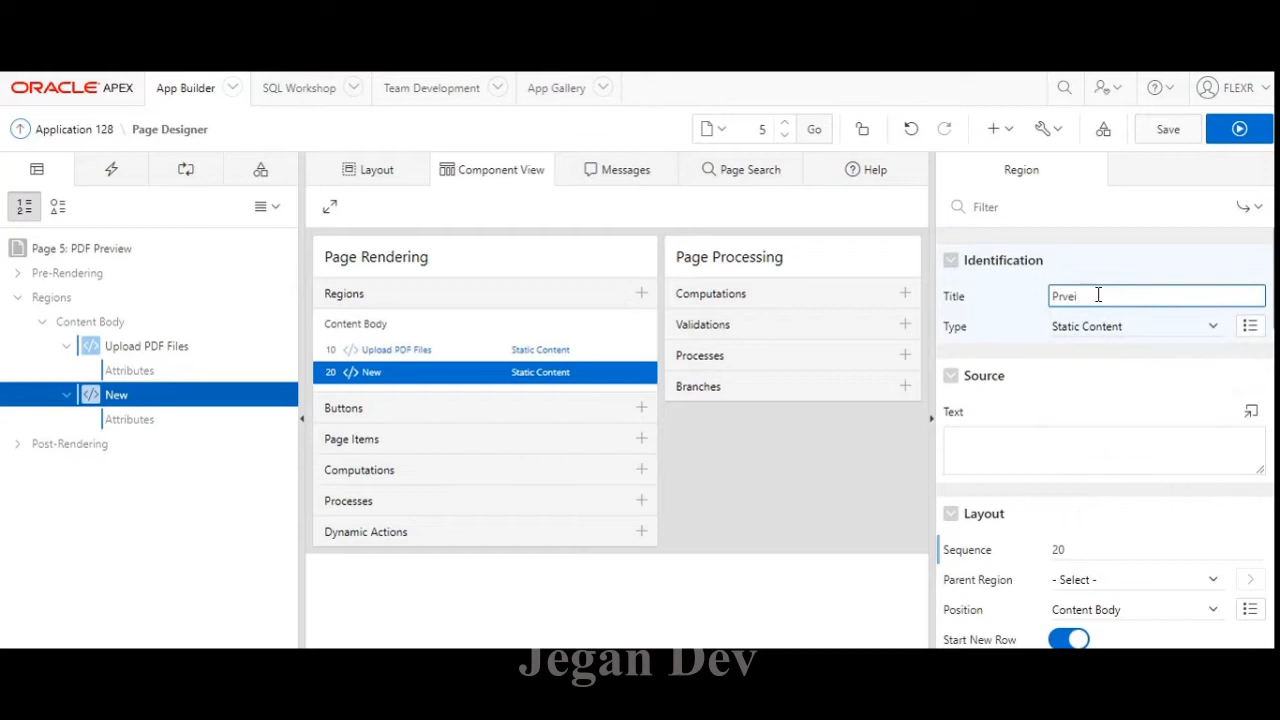 ORACLE APEX App Builder SQL Workshop Team Development App Gallery FLEXR
Application 128 \ Page Designer 5 Go Save
Layout Component View Messages Page Search Help Region
1 2
Filter
Page 5: PDF Preview
Pre-Rendering
Regions
Content Body
Upload PDF Files
Attributes
New
Attributes
Post-Rendering
Page Rendering
Regions
Content Body
10 Upload PDF Files Static Content
20 New Static Content
Buttons
Page Items
Computations
Processes
Dynamic Actions
Page Processing
Computations
Validations
Processes
Branches
Identification
Title Prvei
Type Static Content
Source
Text
Layout
Sequence 20
Parent Region - Select -
Position Content Body
Start New Row
Jegan Dev